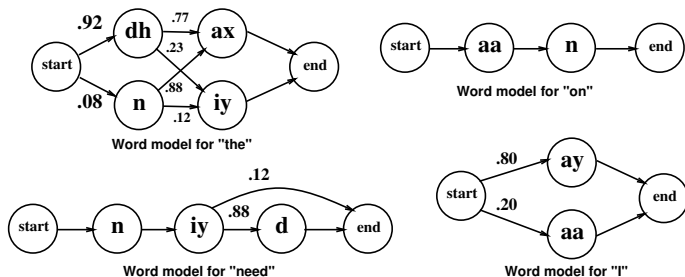 .92
.08
start
dh
n
.77
.23
.88
.12
ax
iy
end
Word model for "the"
start
aa
n
end
Word model for "on"
start
n
iy
.12
.88
d
end
Word model for "need"
start
.80
.20
ay
aa
end
Word model for "I"